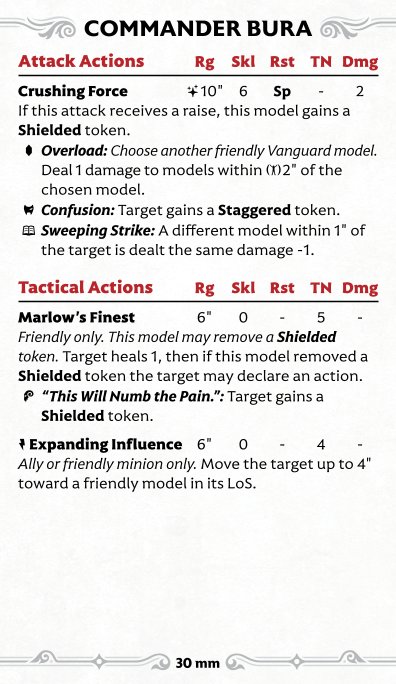 COMMANDER BURA
Attack Actions Rg Skl Rst TN Dmg
Crushing Force 10" 6 Sp - 2
If this attack receives a raise, this model gains a
Shielded token.
Overload: Choose another friendly Vanguard model.
Deal 1 damage to models within 2" of the
chosen model.
Confusion: Target gains a Staggered token.
Sweeping Strike: A different model within 1" of
the target is dealt the same damage -1.
Tactical Actions Rg Skl Rst TN Dmg
Marlow's Finest 6" 0 - 5 -
Friendly only. This model may remove a Shielded
token. Target heals 1, then if this model removed a
Shielded token the target may declare an action.
"This Will Numb the Pain.": Target gains a
Shielded token.
Expanding Influence 6" 0 - 4 -
Ally or friendly minion only. Move the target up to 4"
toward a friendly model in its LoS.
30 mm